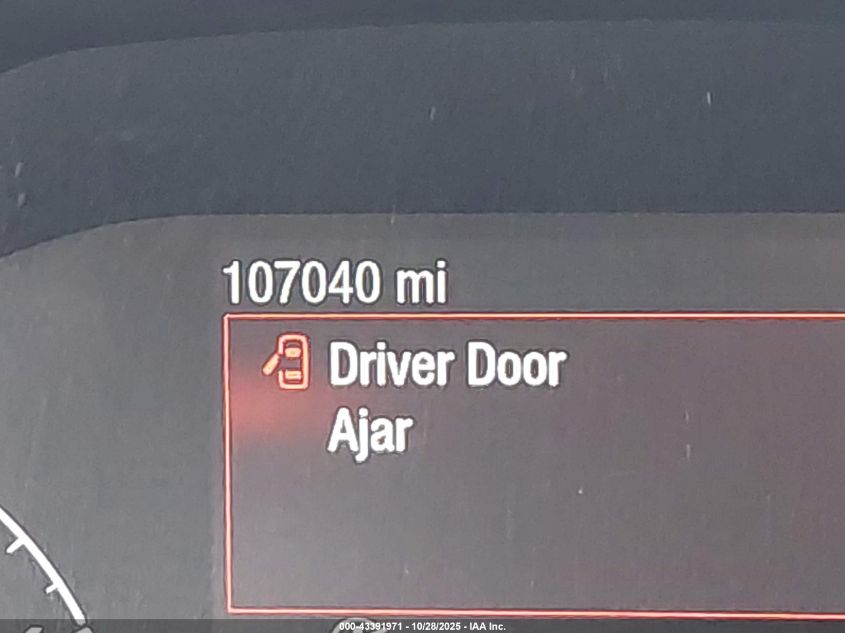 107040 mi
Driver Door
Ajar
000-43391971 - 10/28/2025 - IAA Inc.